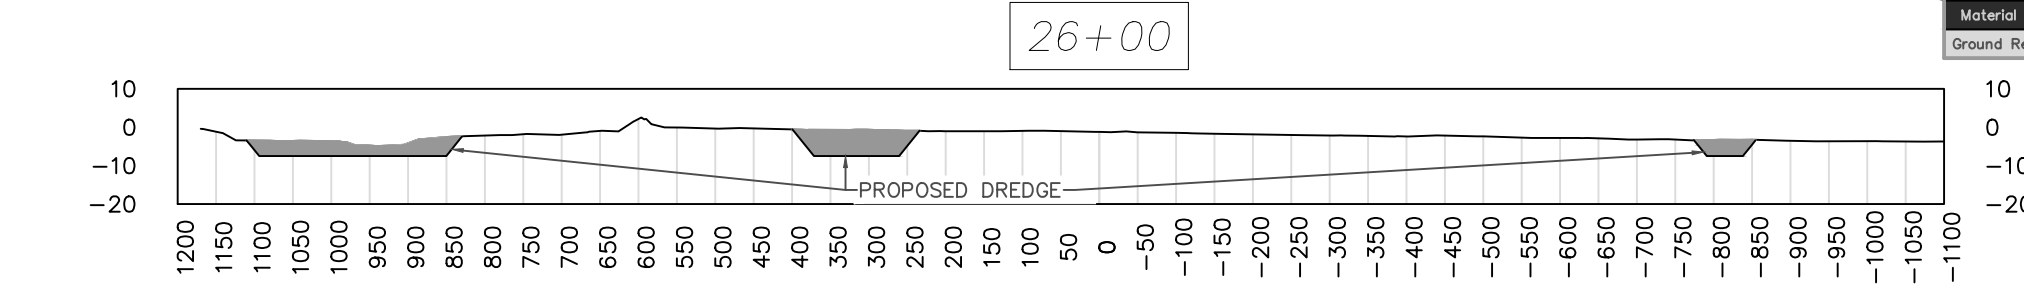 26+00
Material
Ground Re
10 10
0 0
-10 -10
-20 -20
PROPOSED DREDGE
1200 1150 1100 1050 1000 950 900 850 800 750 700 650 600 550 500 450 400 350 300 250 200 150 100 50 0 -50 -100 -150 -200 -250 -300 -350 -400 -450 -500 -550 -600 -650 -700 -750 -800 -850 -900 -950 -1000 -1050 -1100